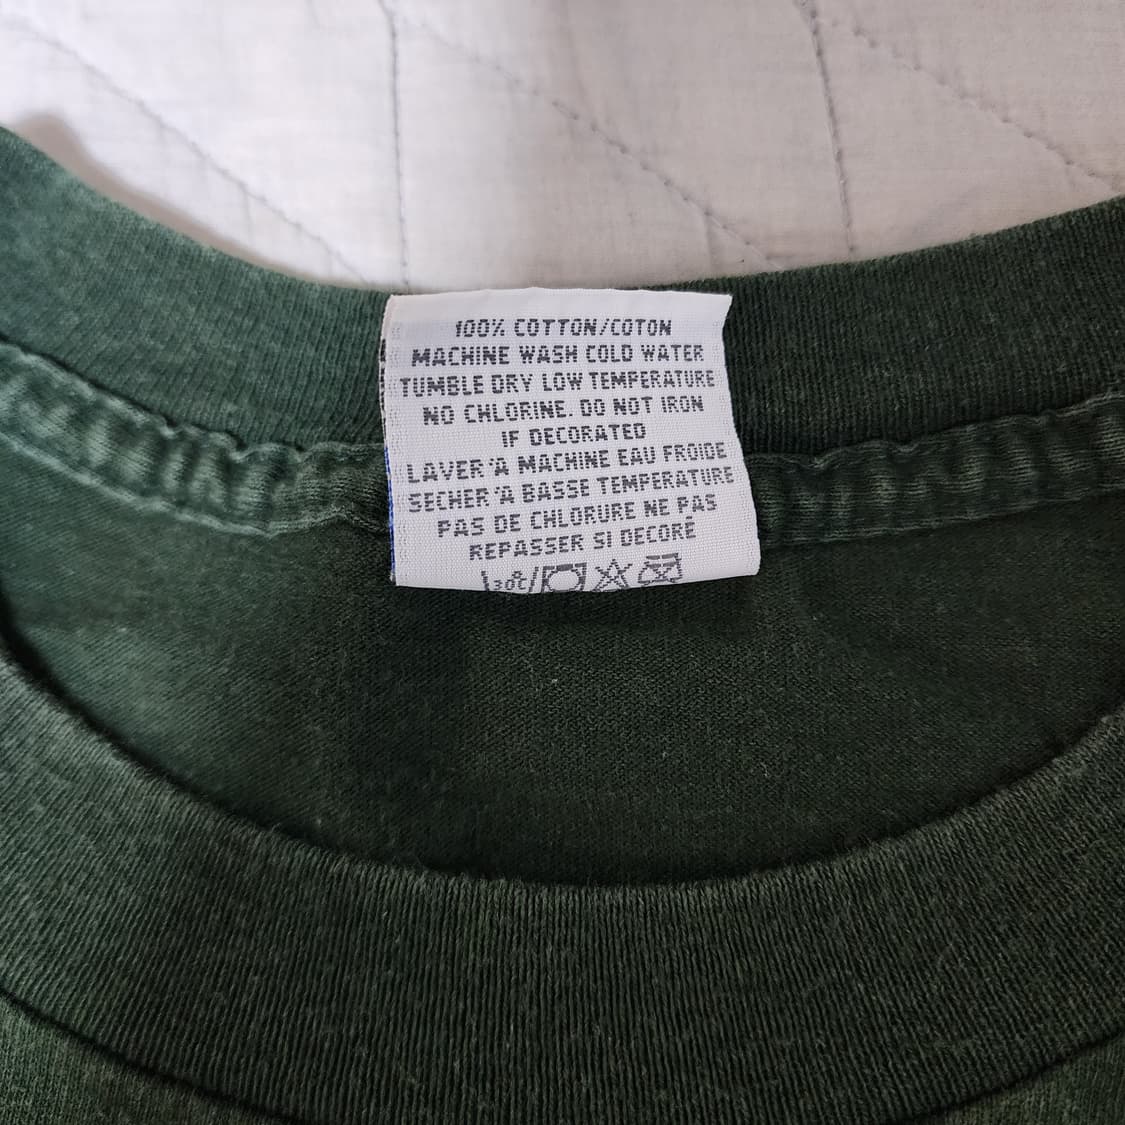 100% COTTON/COTON
MACHINE WASH COLD WATER
TUMBLE DRY LOW TEMPERATURE
NO CHLORINE. DO NOT IRON
IF DECORATED
LAVER'A MACHINE EAU FROIDE
SECHER'A BASSE TEMPERATURE
PAS DE CHLORURE NE PAS
REPASSER SI DECORÉ
30°C/